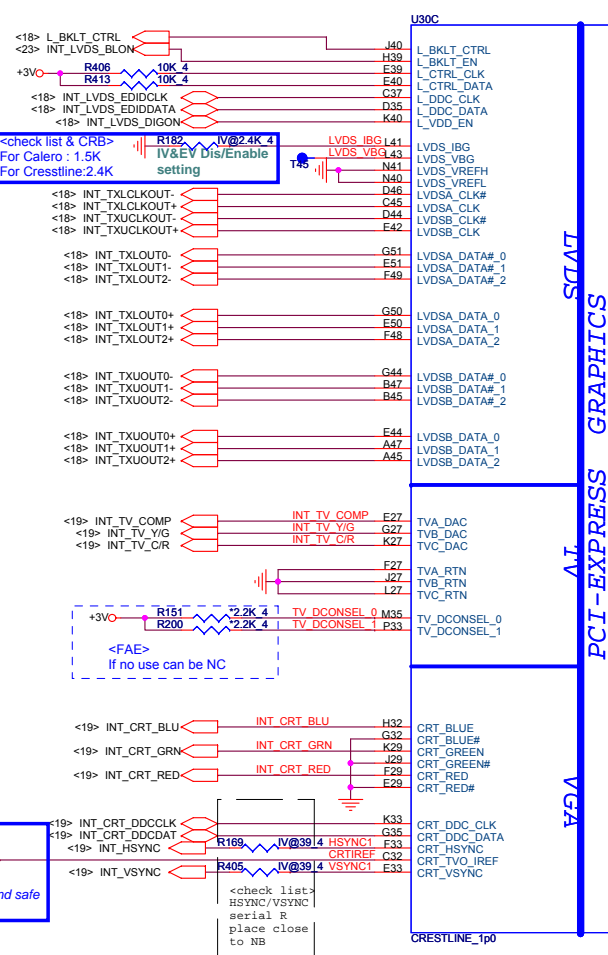 U30C
<18> L_BKLT_CTRL J40 L_BKLT_CTRL
<23> INT_LVDS_BLON H39 L_BKLT_EN
+3V R406 10K_4 E39 L_CTRL_CLK
R413 10K_4 E40 L_CTRL_DATA
<18> INT_LVDS_EDIDCLK C37 L_DDC_CLK
<18> INT_LVDS_EDIDDATA D35 L_DDC_DATA
<18> INT_LVDS_DIGON K40 L_VDD_EN
<check list & CRB>
For Calero : 1.5K
For Cresstline:2.4K
R182 IV@2.4K_4 LVDS_IBG L41 LVDS_IBG
IV&EV Dis/Enable
setting
T45 LVDS_VBG L43 LVDS_VBG
N41 LVDS_VREFH
N40 LVDS_VREFL
<18> INT_TXLCLKOUT- D46 LVDSA_CLK#
<18> INT_TXLCLKOUT+ C45 LVDSA_CLK
<18> INT_TXUCLKOUT- D44 LVDSB_CLK#
<18> INT_TXUCLKOUT+ E42 LVDSB_CLK
<18> INT_TXLOUT0- G51 LVDSA_DATA#_0
<18> INT_TXLOUT1- E51 LVDSA_DATA#_1
<18> INT_TXLOUT2- F49 LVDSA_DATA#_2
<18> INT_TXLOUT0+ G50 LVDSA_DATA_0
<18> INT_TXLOUT1+ E50 LVDSA_DATA_1
<18> INT_TXLOUT2+ F48 LVDSA_DATA_2
<18> INT_TXUOUT0- G44 LVDSB_DATA#_0
<18> INT_TXUOUT1- B47 LVDSB_DATA#_1
<18> INT_TXUOUT2- B45 LVDSB_DATA#_2
<18> INT_TXUOUT0+ E44 LVDSB_DATA_0
<18> INT_TXUOUT1+ A47 LVDSB_DATA_1
<18> INT_TXUOUT2+ A45 LVDSB_DATA_2
LVDS
PCI-EXPRESS GRAPHICS
<19> INT_TV_COMP INT_TV_COMP E27 TVA_DAC
<19> INT_TV_Y/G INT_TV_Y/G G27 TVB_DAC
<19> INT_TV_C/R INT_TV_C/R K27 TVC_DAC
F27 TVA_RTN
J27 TVB_RTN
L27 TVC_RTN
TV
+3V R151 *2.2K_4 TV_DCONSEL_0 M35 TV_DCONSEL_0
R200 *2.2K_4 TV_DCONSEL_1 P33 TV_DCONSEL_1
<FAE>
If no use can be NC
<19> INT_CRT_BLU INT_CRT_BLU H32 CRT_BLUE
G32 CRT_BLUE#
<19> INT_CRT_GRN INT_CRT_GRN K29 CRT_GREEN
J29 CRT_GREEN#
<19> INT_CRT_RED INT_CRT_RED F29 CRT_RED
E29 CRT_RED#
VGA
<19> INT_CRT_DDCCLK K33 CRT_DDC_CLK
<19> INT_CRT_DDCDAT G35 CRT_DDC_DATA
<19> INT_HSYNC R169 IV@39_4 HSYNC1 F33 CRT_HSYNC
CRTIREF C32 CRT_TVO_IREF
<19> INT_VSYNC R405 IV@39_4 VSYNC1 E33 CRT_VSYNC
nd safe
<check list>
HSYNC/VSYNC
serial R
place close
to NB
CRESTLINE_1p0